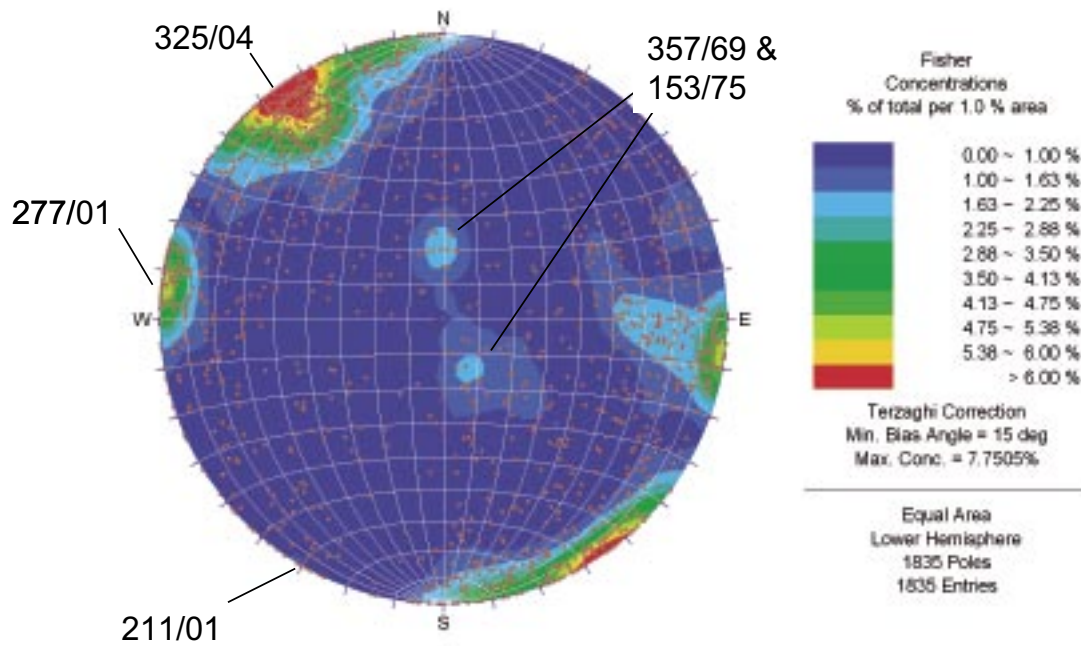 325/04
N
357/69 &
153/75
277/01
W
E
211/01
S
Fisher
Concentrations
% of total per 1.0 % area
0.00 ~ 1.00 %
1.00 ~ 1.63 %
1.63 ~ 2.25 %
2.25 ~ 2.88 %
2.88 ~ 3.50 %
3.50 ~ 4.13 %
4.13 ~ 4.75 %
4.75 ~ 5.38 %
5.38 ~ 6.00 %
> 6.00 %
Terzaghi Correction
Min. Bias Angle = 15 deg
Max. Conc. = 7.7505%
Equal Area
Lower Hemisphere
1835 Poles
1835 Entries